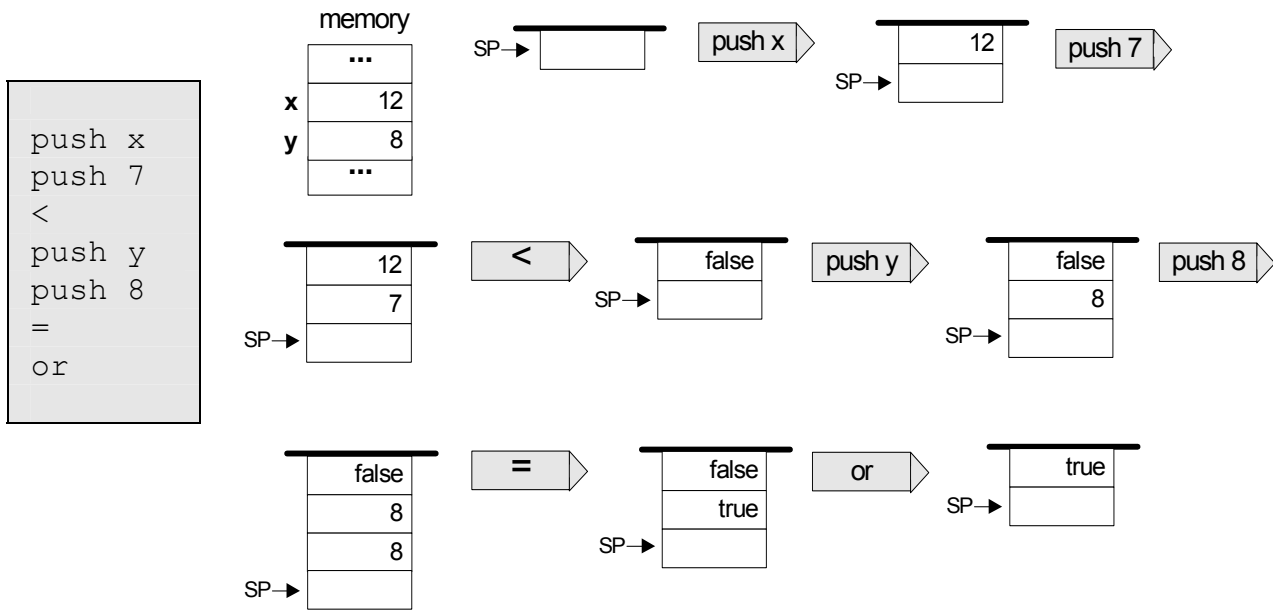 push x
push 7
<
push y
push 8
=
or
memory
...
x 12
y 8
...
SP
push x
12
SP
push 7
12
7
SP
<
false
SP
push y
false
8
SP
push 8
false
8
8
SP
=
false
true
SP
or
true
SP